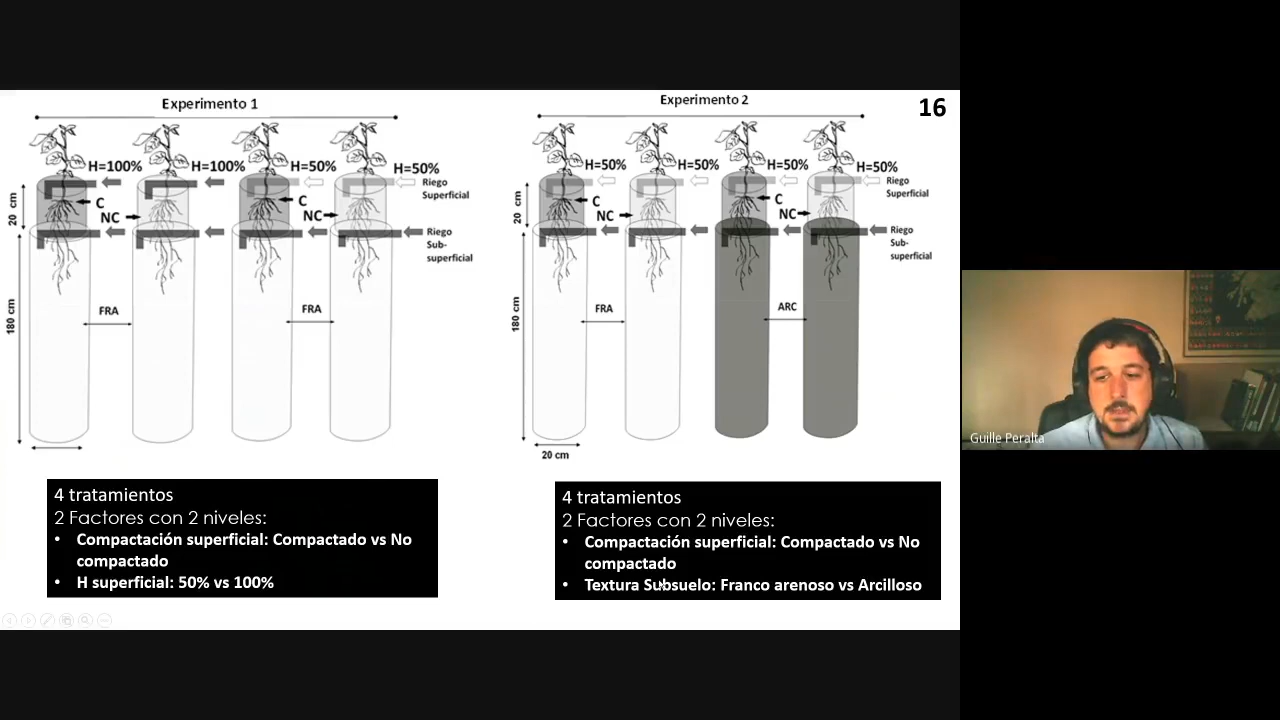 Experimento 1
H=100%
H=100%
H=50%
H=50%
Riego
Superficial
20 cm
C
NC
C
NC
Riego
Sub-
superficial
180 cm
FRA
FRA
4 tratamientos
2 Factores con 2 niveles:
• Compactación superficial: Compactado vs No
compactado
• H superficial: 50% vs 100%
Experimento 2
16
H=50%
H=50%
H=50%
H=50%
Riego
Superficial
20 cm
C
NC
C
NC
Riego
Sub-
superficial
180 cm
FRA
ARC
20 cm
4 tratamientos
2 Factores con 2 niveles:
• Compactación superficial: Compactado vs No
compactado
• Textura Subsuelo: Franco arenoso vs Arcilloso
Guille Peralta